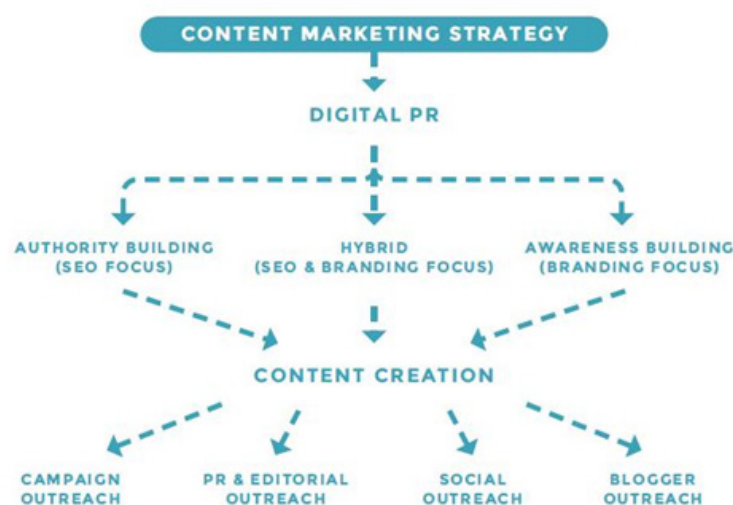 CONTENT MARKETING STRATEGY
DIGITAL PR
AUTHORITY BUILDING
(SEO FOCUS)
HYBRID
(SEO & BRANDING FOCUS)
AWARENESS BUILDING
(BRANDING FOCUS)
CONTENT CREATION
CAMPAIGN
OUTREACH
PR & EDITORIAL
OUTREACH
SOCIAL
OUTREACH
BLOGGER
OUTREACH